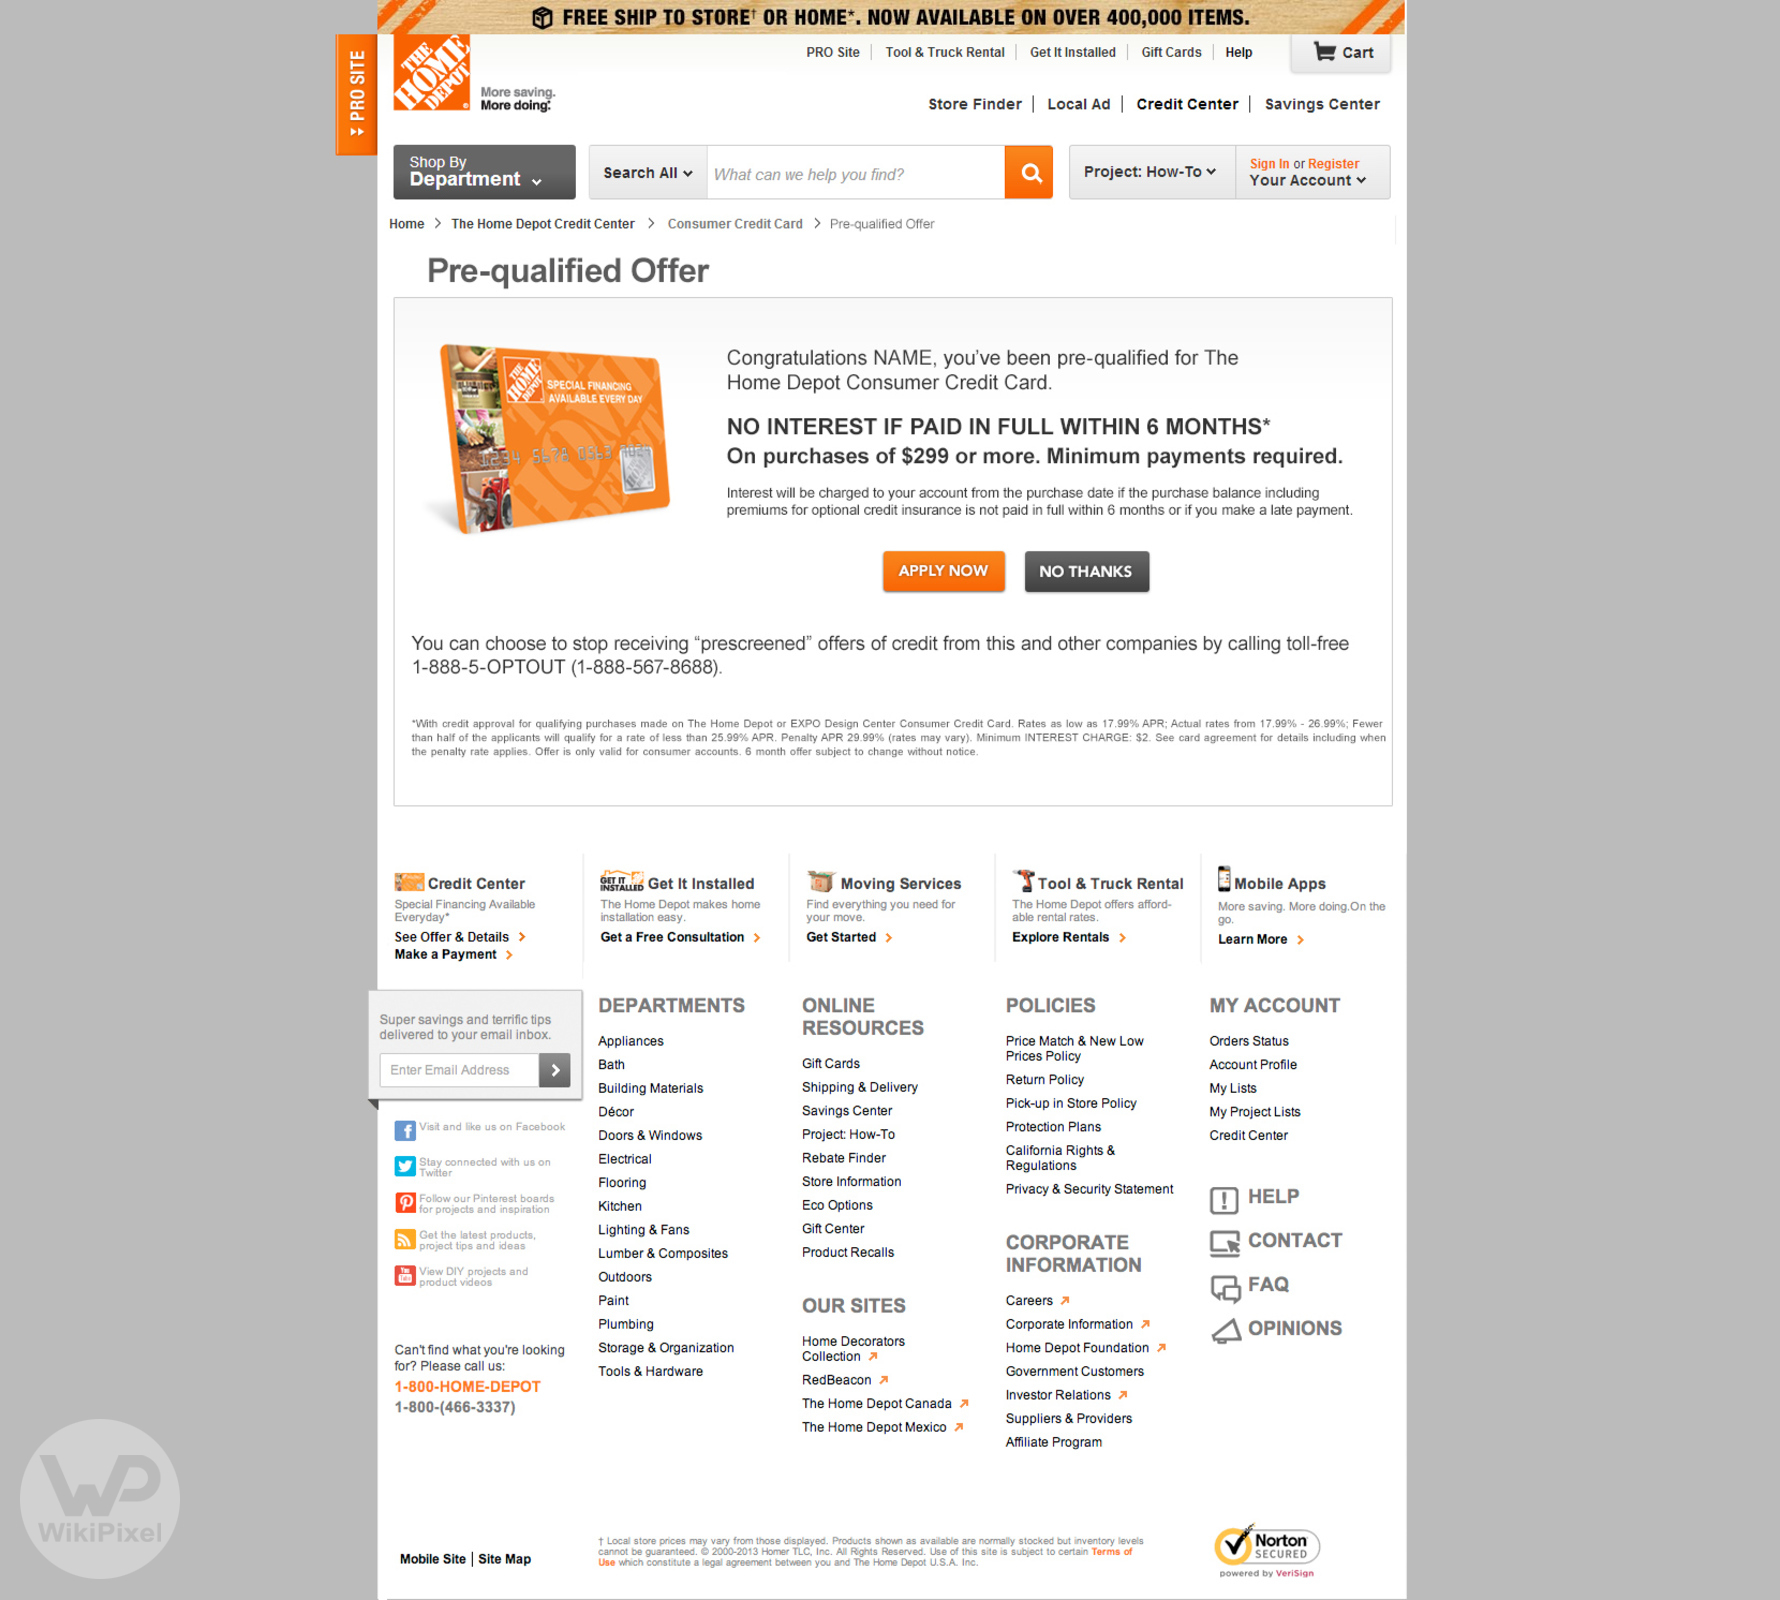 FREE SHIP TO STORE† OR HOME*. NOW AVAILABLE ON OVER 400,000 ITEMS.
PRO SITE
THE HOME DEPOT
More saving.
More doing.
PRO Site | Tool & Truck Rental | Get It Installed | Gift Cards | Help
Cart
Store Finder | Local Ad | Credit Center | Savings Center
Shop By
Department
Search All
What can we help you find?
Project: How-To
Sign In or Register
Your Account
Home > The Home Depot Credit Center > Consumer Credit Card > Pre-qualified Offer
Pre-qualified Offer
THE HOME DEPOT
SPECIAL FINANCING
AVAILABLE EVERY DAY
Congratulations NAME, you've been pre-qualified for The
Home Depot Consumer Credit Card.
NO INTEREST IF PAID IN FULL WITHIN 6 MONTHS*
On purchases of $299 or more. Minimum payments required.
Interest will be charged to your account from the purchase date if the purchase balance including
premiums for optional credit insurance is not paid in full within 6 months or if you make a late payment.
APPLY NOW
NO THANKS
You can choose to stop receiving “prescreened” offers of credit from this and other companies by calling toll-free
1-888-5-OPTOUT (1-888-567-8688).
*With credit approval for qualifying purchases made on The Home Depot or EXPO Design Center Consumer Credit Card. Rates as low as 17.99% APR; Actual rates from 17.99% - 26.99%; Fewer
than half of the applicants will qualify for a rate of less than 25.99% APR. Penalty APR 29.99% (rates may vary). Minimum INTEREST CHARGE: $2. See card agreement for details including when
the penalty rate applies. Offer is only valid for consumer accounts. 6 month offer subject to change without notice.
Credit Center
Special Financing Available
Everyday*
See Offer & Details
Make a Payment
GET IT
INSTALLED
Get It Installed
The Home Depot makes home
installation easy.
Get a Free Consultation
Moving Services
Find everything you need for
your move.
Get Started
Tool & Truck Rental
The Home Depot offers afford-
able rental rates.
Explore Rentals
Mobile Apps
More saving. More doing.On the
go.
Learn More
Super savings and terrific tips
delivered to your email inbox.
Enter Email Address
Visit and like us on Facebook
Stay connected with us on
Twitter
Follow our Pinterest boards
for projects and inspiration
Get the latest products,
project tips and ideas
View DIY projects and
product videos
Can't find what you're looking
for? Please call us:
1-800-HOME-DEPOT
1-800-(466-3337)
DEPARTMENTS
Appliances
Bath
Building Materials
Décor
Doors & Windows
Electrical
Flooring
Kitchen
Lighting & Fans
Lumber & Composites
Outdoors
Paint
Plumbing
Storage & Organization
Tools & Hardware
ONLINE
RESOURCES
Gift Cards
Shipping & Delivery
Savings Center
Project: How-To
Rebate Finder
Store Information
Eco Options
Gift Center
Product Recalls
OUR SITES
Home Decorators
Collection
RedBeacon
The Home Depot Canada
The Home Depot Mexico
POLICIES
Price Match & New Low
Prices Policy
Return Policy
Pick-up in Store Policy
Protection Plans
California Rights &
Regulations
Privacy & Security Statement
CORPORATE
INFORMATION
Careers
Corporate Information
Home Depot Foundation
Government Customers
Investor Relations
Suppliers & Providers
Affiliate Program
MY ACCOUNT
Orders Status
Account Profile
My Lists
My Project Lists
Credit Center
HELP
CONTACT
FAQ
OPINIONS
WP
WikiPixel
Mobile Site | Site Map
† Local store prices may vary from those displayed. Products shown as available are normally stocked but inventory levels
cannot be guaranteed. © 2000-2013 Homer TLC, Inc. All Rights Reserved. Use of this site is subject to certain Terms of
Use which constitute a legal agreement between you and The Home Depot U.S.A. Inc.
Norton
SECURED
powered by VeriSign